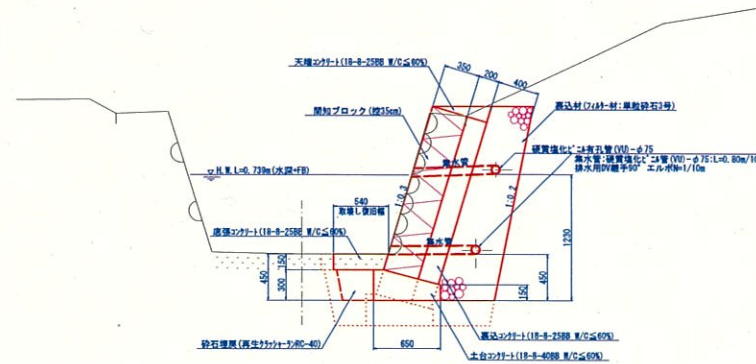 天端コンクリート(18-8-25BB W/C≦60%)
350
200
400
間知ブロック(控35cm)
裏込材(フィルター材:単粒砕石3号)
硬質塩化ビニル有孔管(VU)-φ75
集水管:硬質塩化ビニル管(VU)-φ75:L=0.80m/10
排水用DV継手90° エルボN=1/10m
集水管
▽H.W.L=0.739m(水深+FB)
1:0.3
1:0.2
540
取壊し復旧幅
底張コンクリート(18-8-25BB W/C≦60%)
集水管
1230
450
150
300
450
150
650
砕石埋戻(再生クラッシャーランRC-40)
裏込コンクリート(18-8-25BB W/C≦60%)
土台コンクリート(18-8-40BB W/C≦60%)